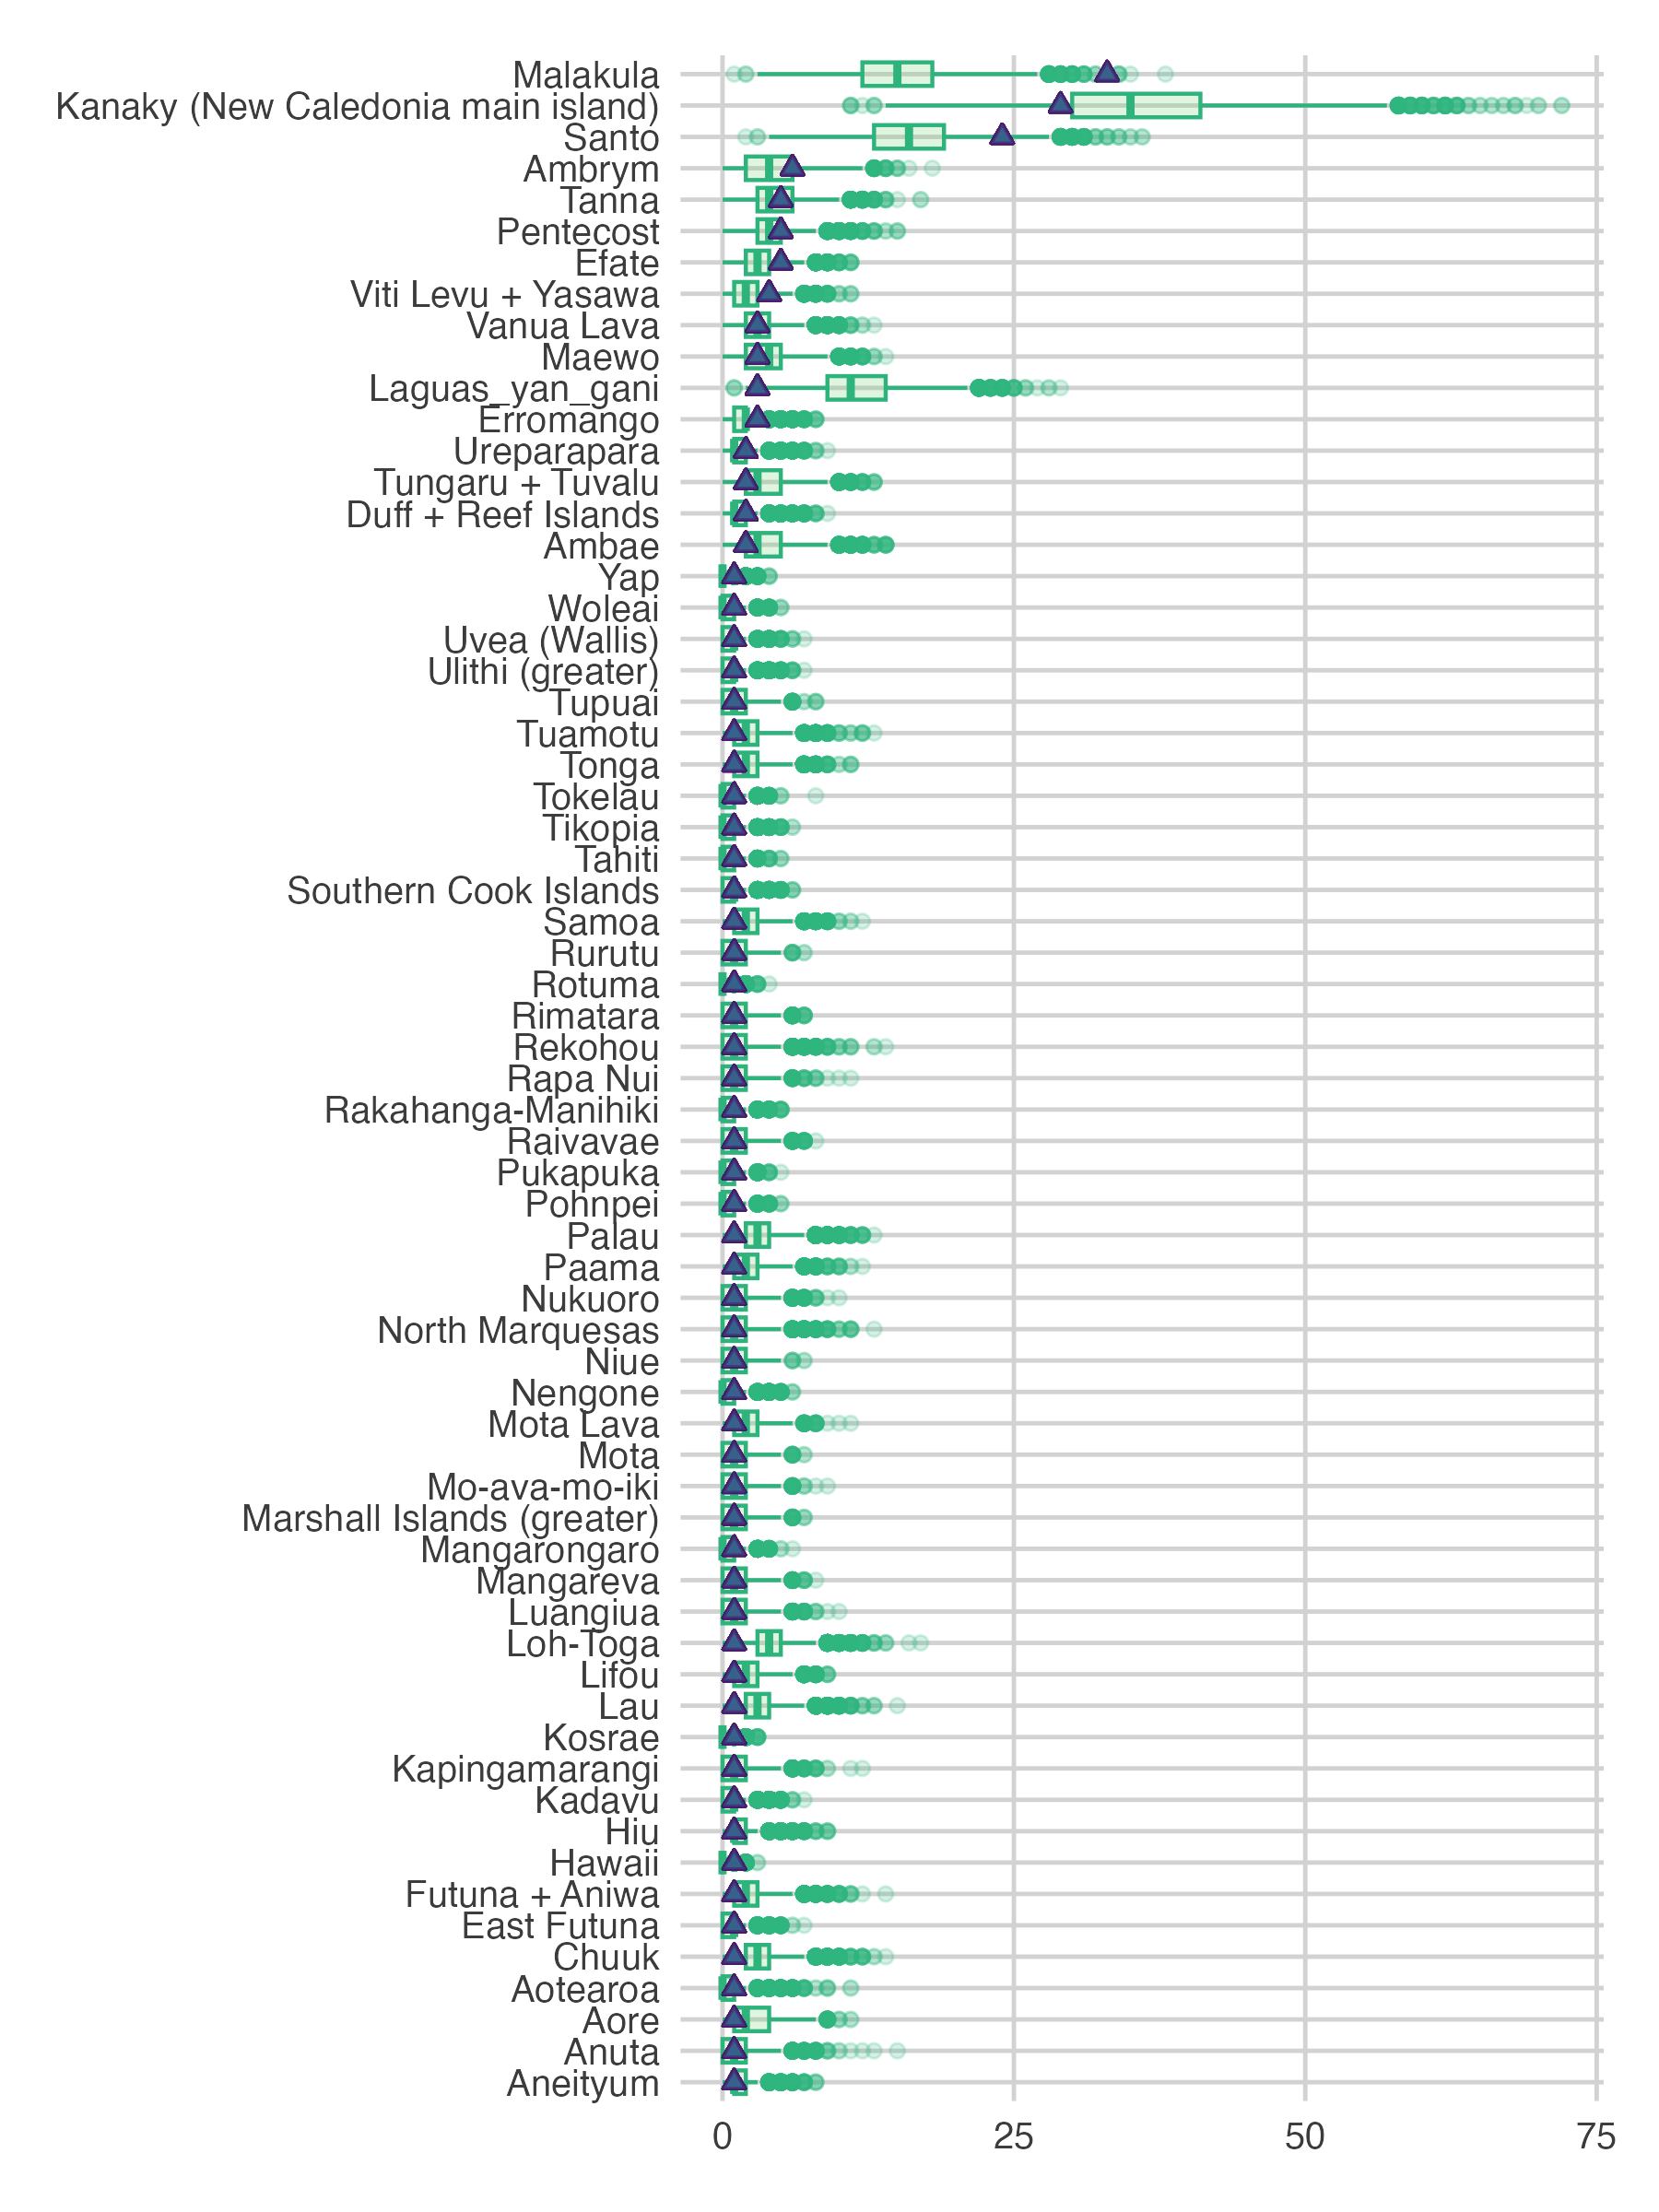 Malakula
Kanaky (New Caledonia main island)
Santo
Ambrym
Tanna
Pentecost
Efate
Viti Levu + Yasawa
Vanua Lava
Maewo
Laguas_yan_gani
Erromango
Ureparapara
Tungaru + Tuvalu
Duff + Reef Islands
Ambae
Yap
Woleai
Uvea (Wallis)
Ulithi (greater)
Tupuai
Tuamotu
Tonga
Tokelau
Tikopia
Tahiti
Southern Cook Islands
Samoa
Rurutu
Rotuma
Rimatara
Rekohou
Rapa Nui
Rakahanga-Manihiki
Raivavae
Pukapuka
Pohnpei
Palau
Paama
Nukuoro
North Marquesas
Niue
Nengone
Mota Lava
Mota
Mo-ava-mo-iki
Marshall Islands (greater)
Mangarongaro
Mangareva
Luangiua
Loh-Toga
Lifou
Lau
Kosrae
Kapingamarangi
Kadavu
Hiu
Hawaii
Futuna + Aniwa
East Futuna
Chuuk
Aotearoa
Aore
Anuta
Aneityum
0 25 50 75